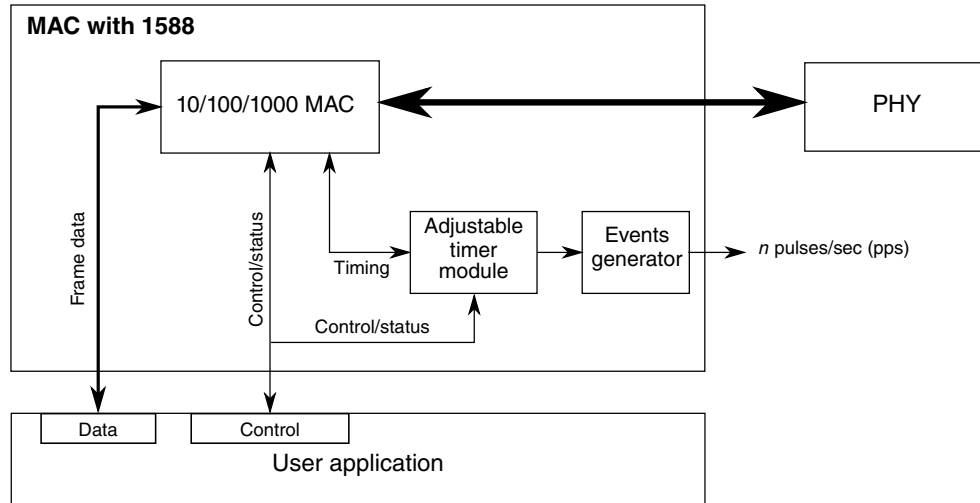 MAC with 1588
10/100/1000 MAC
PHY
Frame data
Control/status
Timing
Adjustable
timer
module
Events
generator
n pulses/sec (pps)
Control/status
Data
Control
User application